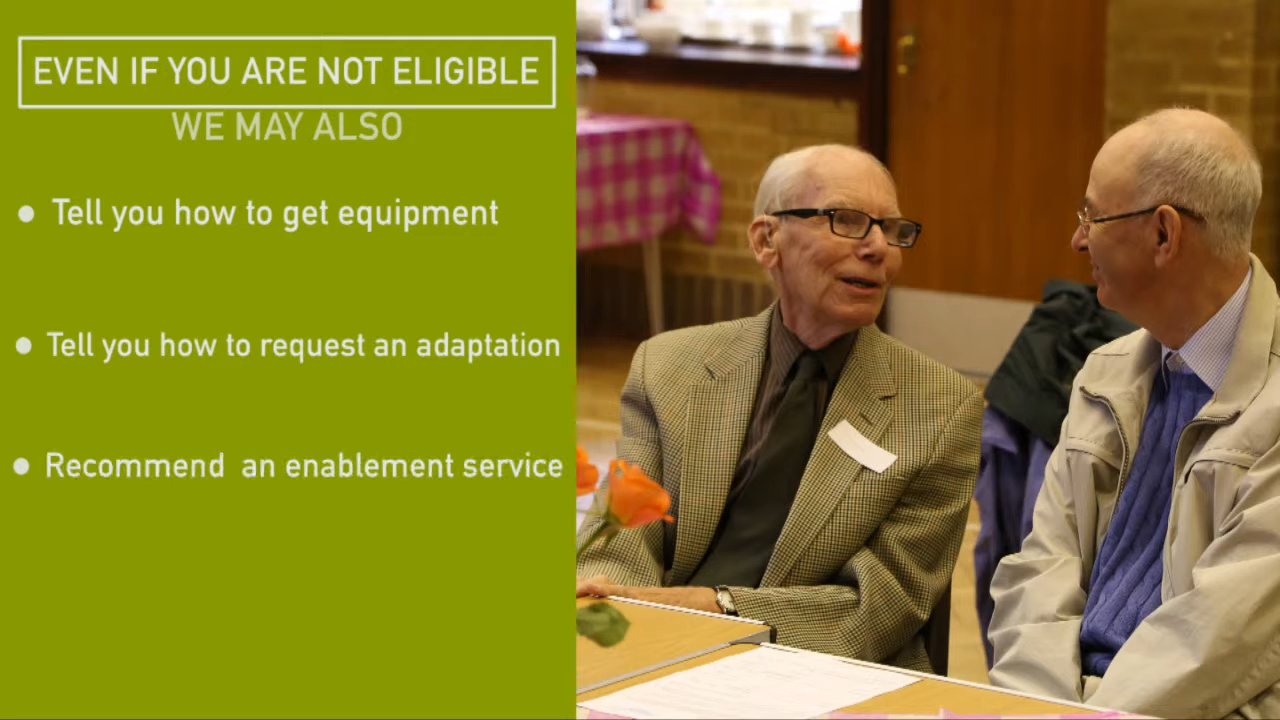 EVEN IF YOU ARE NOT ELIGIBLE
WE MAY ALSO
• Tell you how to get equipment
• Tell you how to request an adaptation
• Recommend an enablement service